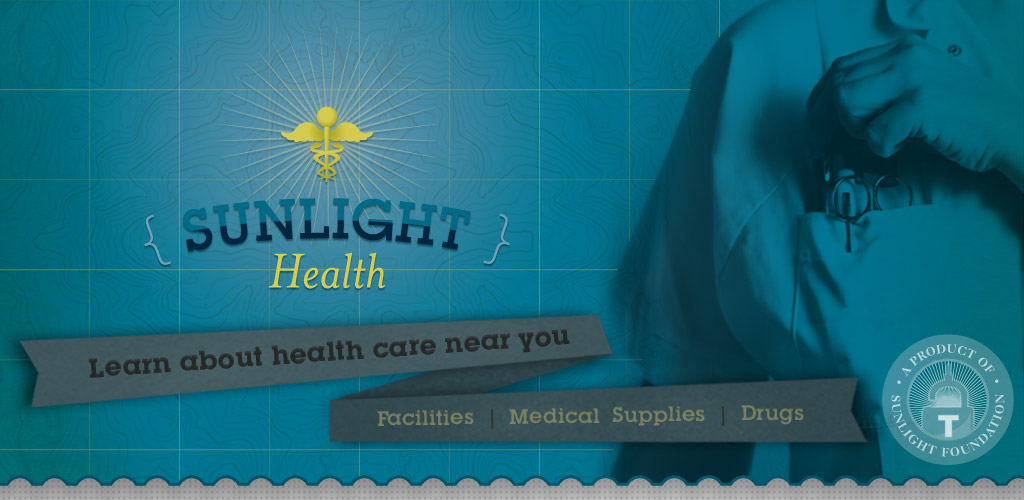 SUNLIGHT
Health
Learn about health care near you
Facilities | Medical Supplies | Drugs
A PRODUCT OF
SUNLIGHT FOUNDATION
T